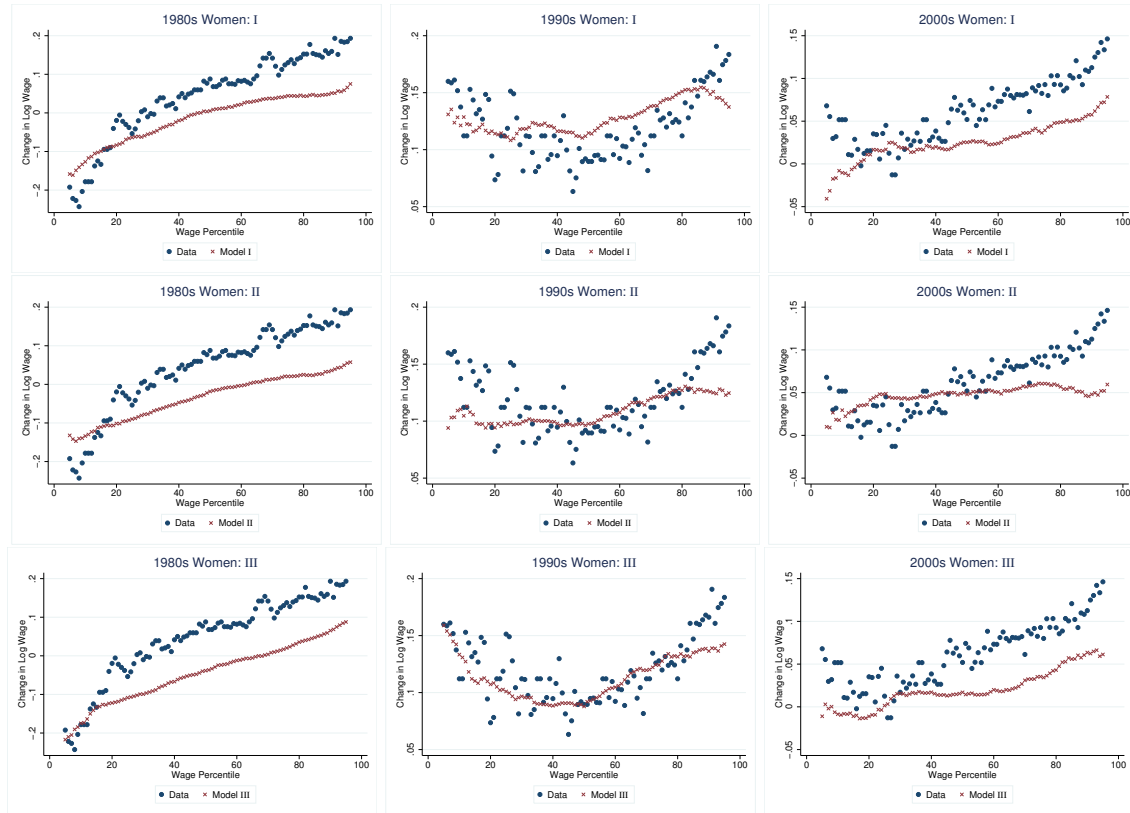 1980s Women: I
Change in Log Wage
.2
.1
0
-.1
-.2
0 20 40 60 80 100
Wage Percentile
Data Model I
1990s Women: I
Change in Log Wage
.2
.15
.1
.05
0 20 40 60 80 100
Wage Percentile
Data Model I
2000s Women: I
Change in Log Wage
.15
.1
.05
0
-.05
0 20 40 60 80 100
Wage Percentile
Data Model I
1980s Women: II
Change in Log Wage
.2
.1
0
-.1
-.2
0 20 40 60 80 100
Wage Percentile
Data Model II
1990s Women: II
Change in Log Wage
.2
.15
.1
.05
0 20 40 60 80 100
Wage Percentile
Data Model II
2000s Women: II
Change in Log Wage
.15
.1
.05
0
-.05
0 20 40 60 80 100
Wage Percentile
Data Model II
1980s Women: III
Change in Log Wage
.2
.1
0
-.1
-.2
0 20 40 60 80 100
Wage Percentile
Data Model III
1990s Women: III
Change in Log Wage
.2
.15
.1
.05
0 20 40 60 80 100
Wage Percentile
Data Model III
2000s Women: III
Change in Log Wage
.15
.1
.05
0
-.05
0 20 40 60 80 100
Wage Percentile
Data Model III